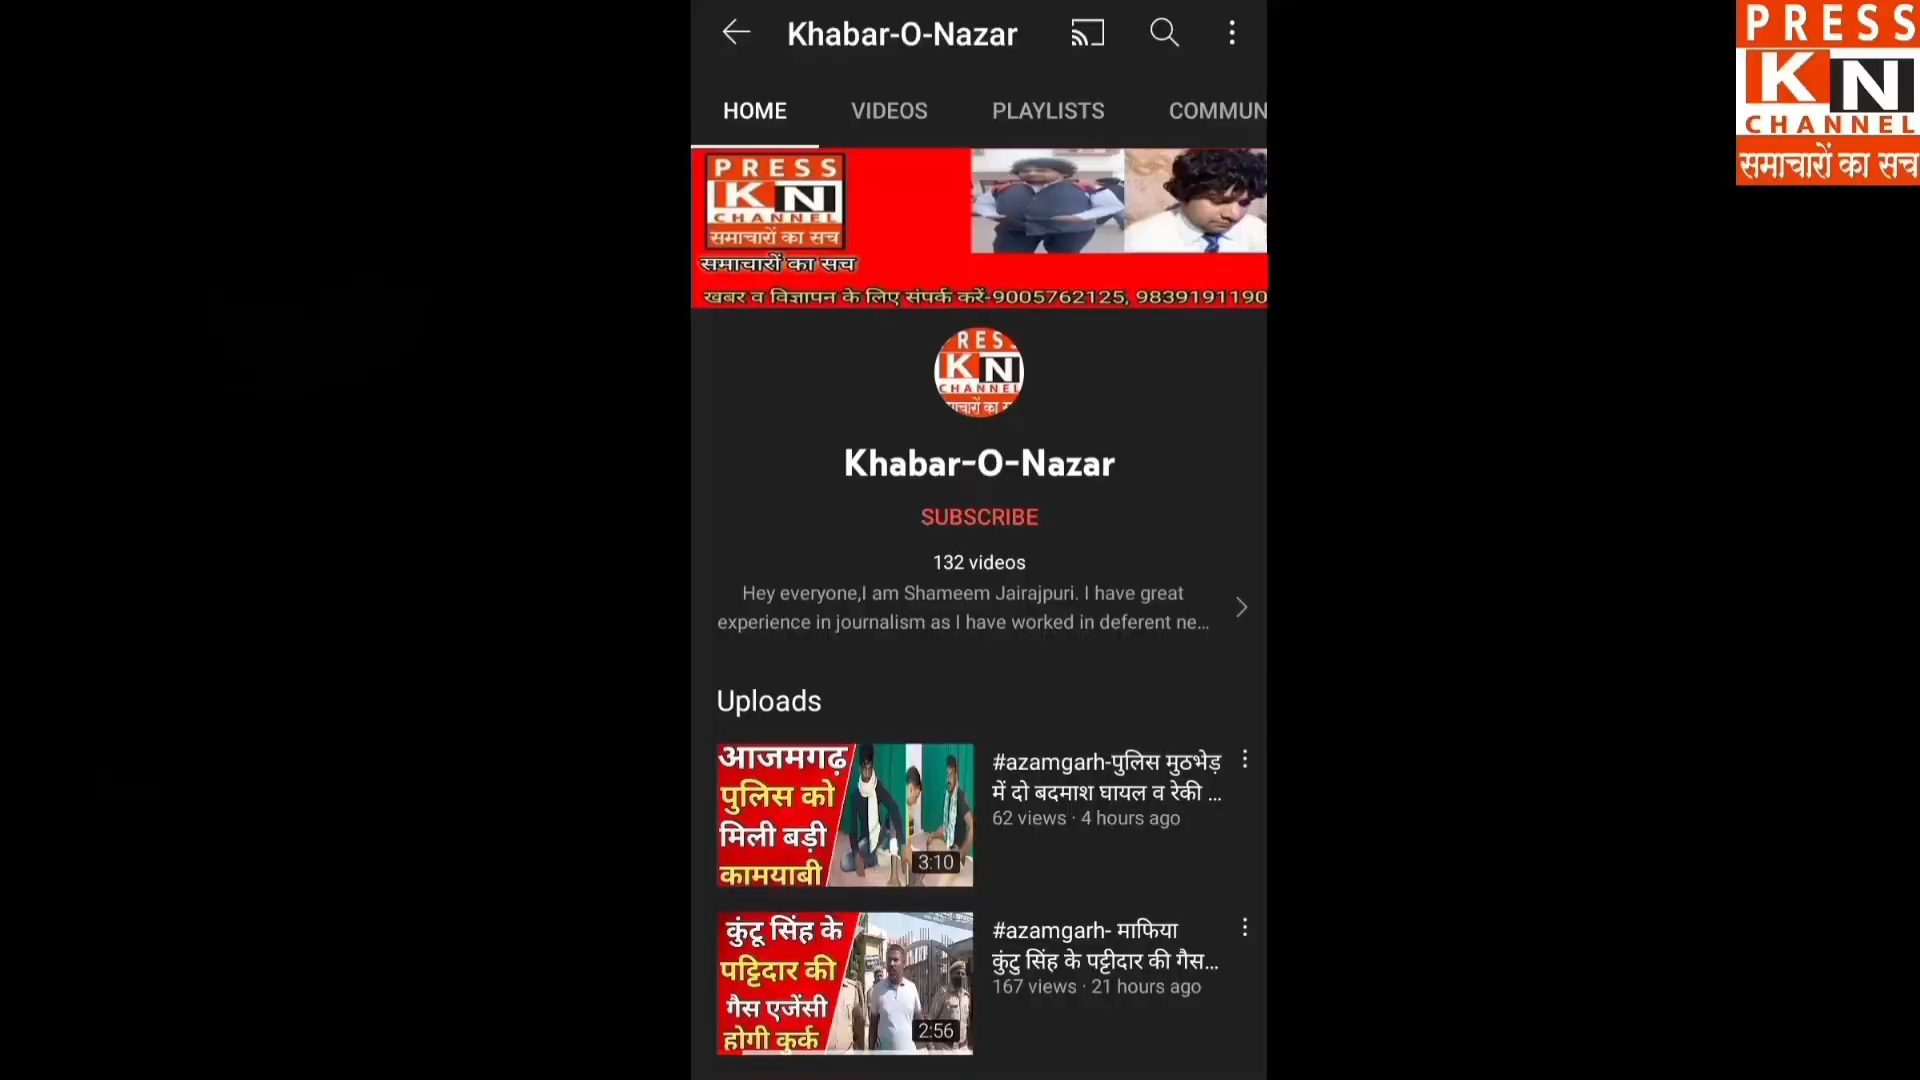 Khabar-O-Nazar
HOME VIDEOS PLAYLISTS COMMUN
PRESS
KN
CHANNEL
समाचारों का सच
PRESS
KN
CHANNEL
समाचारों का सच
समाचारों का सच
खबर व विज्ञापन के लिए संपर्क करें-9005762125, 9839191190
RES
KN
CHANNEL
Khabar-O-Nazar
SUBSCRIBE
132 videos
Hey everyone,I am Shameem Jairajpuri. I have great
experience in journalism as I have worked in deferent ne...
Uploads
आजमगढ़
पुलिस को
मिली बड़ी
कामयाबी
3:10
#azamgarh-पुलिस मुठभेड़
में दो बदमाश घायल व रेकी ...
62 views · 4 hours ago
कुंटू सिंह के
पट्टिदार की
गैस एजेंसी
होगी कुर्क
2:56
#azamgarh- माफिया
कुंटु सिंह के पट्टीदार की गैस...
167 views · 21 hours ago